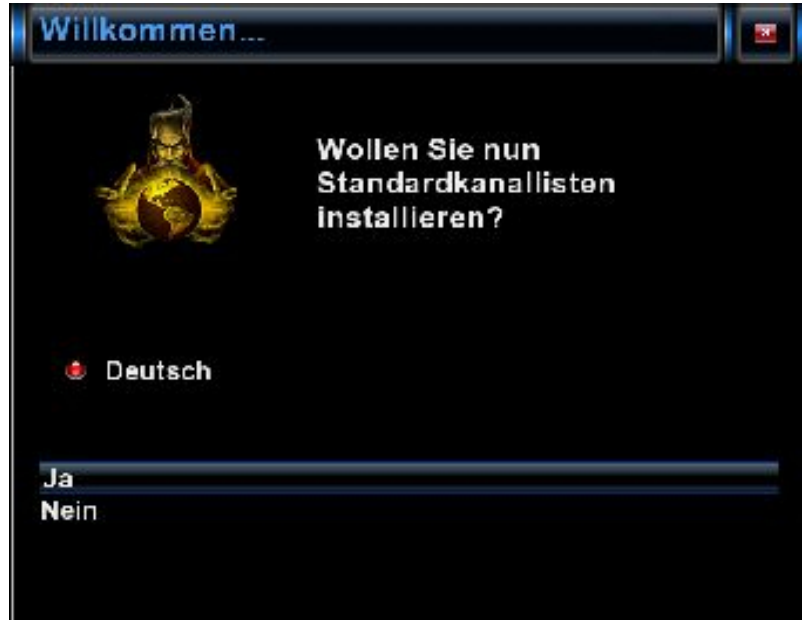 Willkommen...
Wollen Sie nun
Standardkanallisten
installieren?
Deutsch
Ja
Nein